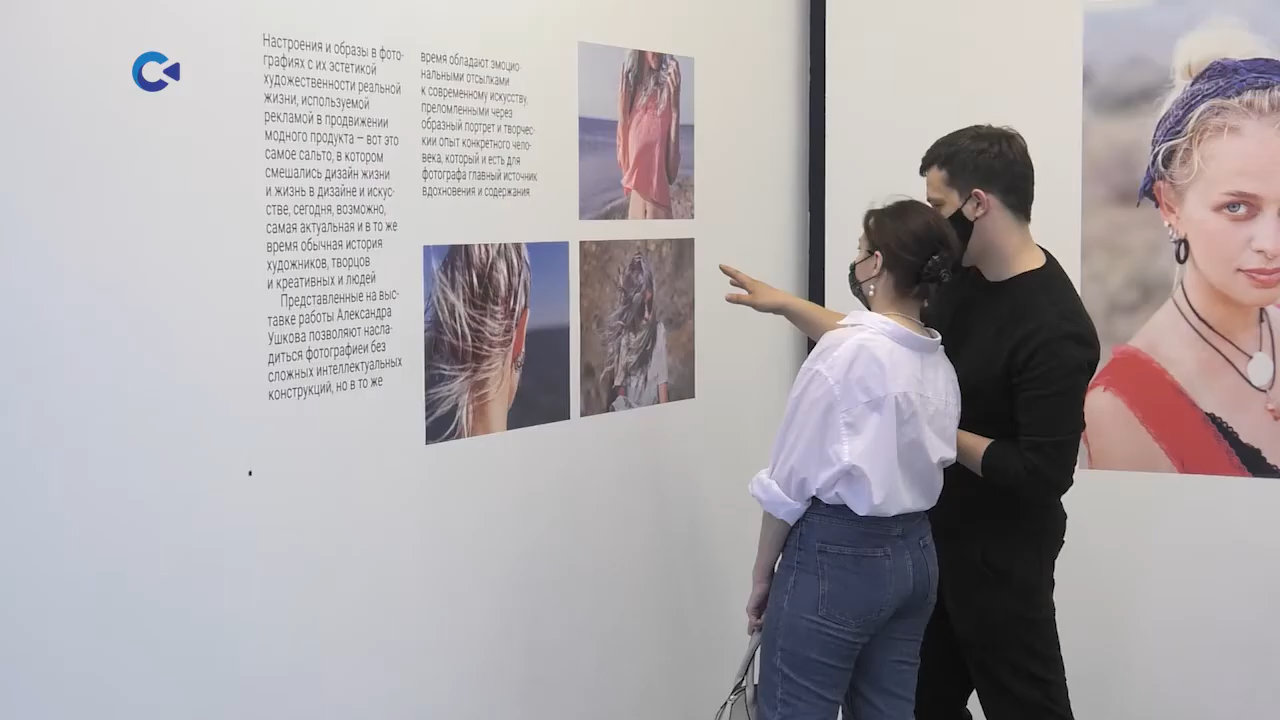 Настроения и образы в фото-
графиях с их эстетикой
художественности реальной
жизни, используемой
рекламой в продвижении
модного продукта – вот это
самое сальто, в котором
смешались дизайн жизни
и жизнь в дизайне и искус-
стве, сегодня, возможно,
самая актуальная и в то же
время обычная история
художников, творцов
и креативных и людей
Представленные на выс-
тавке работы Александра
Ушкова позволяют насла-
диться фотографией без
сложных интеллектуальных
конструкций, но в то же
время обладают эмоцио-
нальными отсылками
к современному искусству,
преломленными через
образный портрет и творчес-
кий опыт конкретного чело-
века, который и есть для
фотографа главный источник
вдохновения и содержания